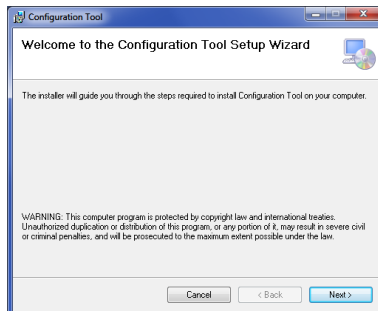 Configuration Tool
Welcome to the Configuration Tool Setup Wizard
The installer will guide you through the steps required to install Configuration Tool on your computer.
WARNING: This computer program is protected by copyright law and international treaties.
Unauthorized duplication or distribution of this program, or any portion of it, may result in severe civil
or criminal penalties, and will be prosecuted to the maximum extent possible under the law.
Cancel < Back Next >